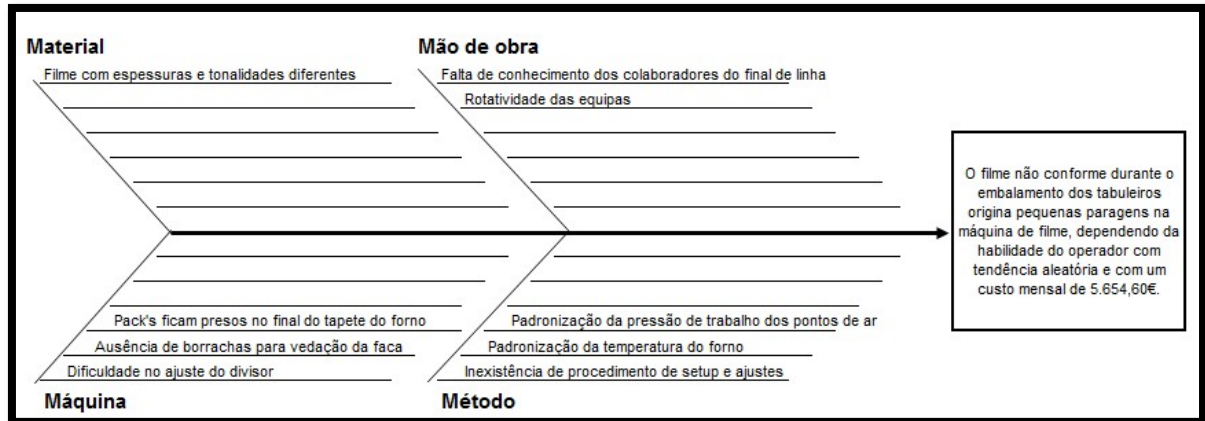 Material
Filme com espessuras e tonalidades diferentes
Mão de obra
Falta de conhecimento dos colaboradores do final de linha
Rotatividade das equipas
O filme não conforme durante o
embalamento dos tabuleiros
origina pequenas paragens na
máquina de filme, dependendo da
habilidade do operador com
tendência aleatória e com um
custo mensal de 5.654,60€.
Pack's ficam presos no final do tapete do forno
Ausência de borrachas para vedação da faca
Dificuldade no ajuste do divisor
Máquina
Padronização da pressão de trabalho dos pontos de ar
Padronização da temperatura do forno
Inexistência de procedimento de setup e ajustes
Método